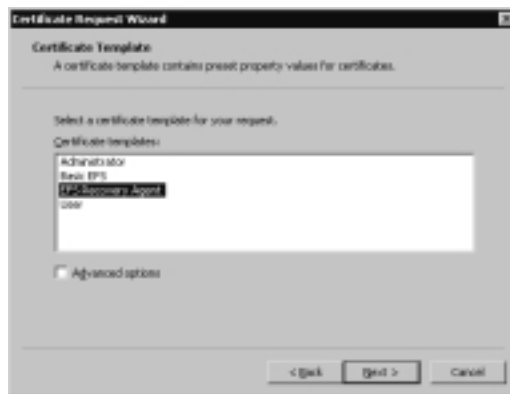 Certificate Request Wizard
Certificate Template
A certificate template contains preset property values for certificates.
Select a certificate template for your request.
Certificate templates:
Administrator
Basic EFS
EFS Recovery Agent
User
Advanced options
< Back
Next >
Cancel